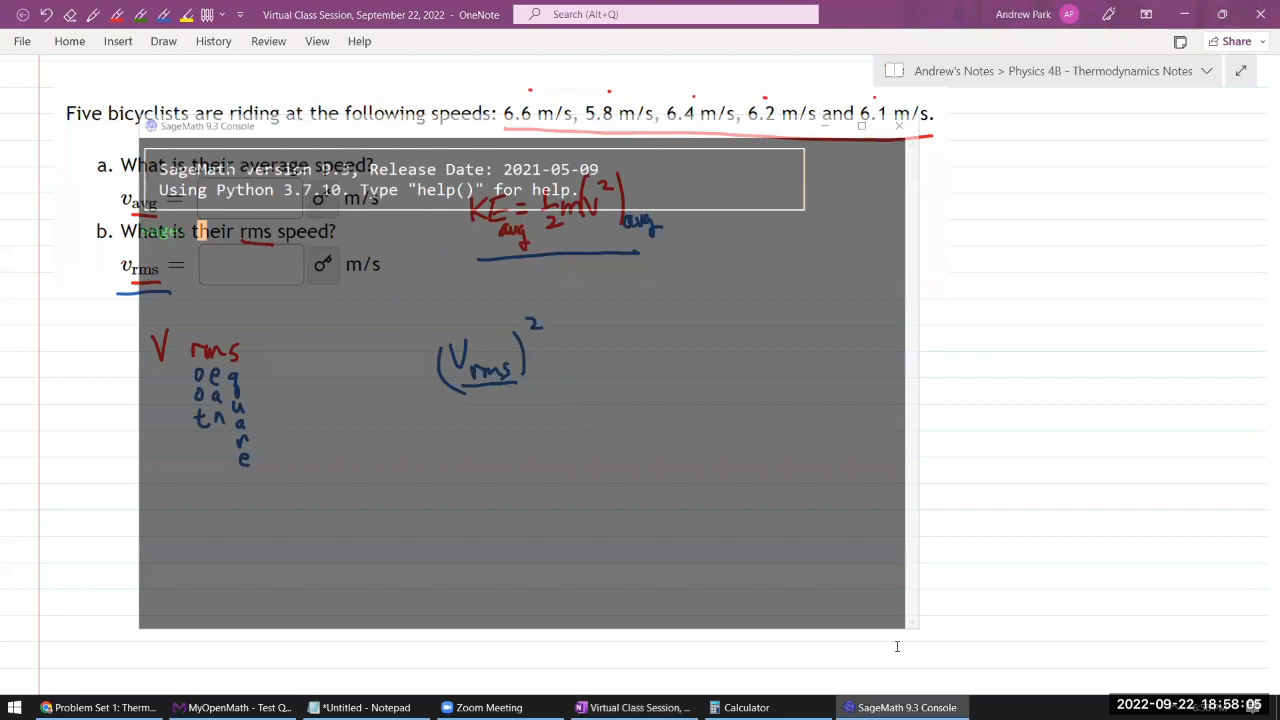 Virtual Class Session, September 22, 2022 - OneNote
Search (Alt+Q)
Andrew Park
AP
File Home Insert Draw History Review View Help
Share
Andrew's Notes > Physics 4B - Thermodynamics Notes
Five bicyclists are riding at the following speeds: 6.6 m/s, 5.8 m/s, 6.4 m/s, 6.2 m/s and 6.1 m/s.
SageMath 9.3 Console
a. What is their average speed?
SageMath version 9.3, Release Date: 2021-05-09
Using Python 3.7.10. Type "help()" for help.
v_avg = m/s
KE_avg = 1/2 m(v^2)_avg
b. What is their rms speed?
v_rms = m/s
V rms
(V_rms)^2
o e q
o a u
t n a
r
e
Problem Set 1: Therm...
MyOpenMath - Test Q...
*Untitled - Notepad
Zoom Meeting
Virtual Class Session,...
Calculator
SageMath 9.3 Console
2022-09-22 18:58:05